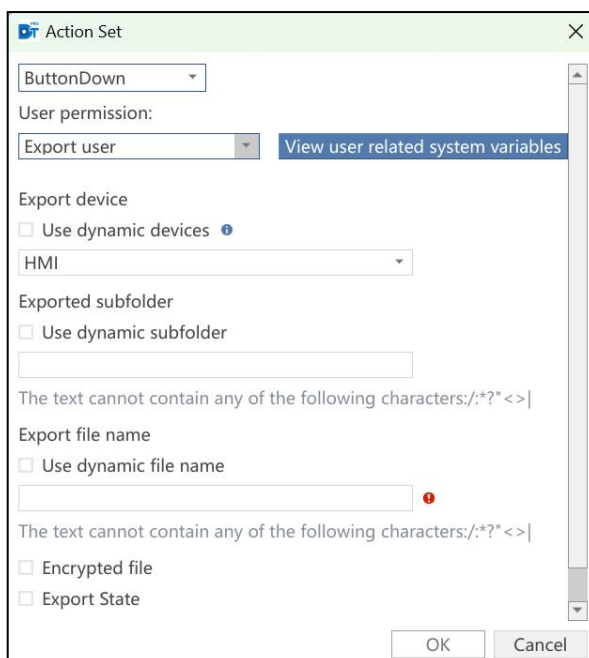 PRO
DT Action Set
ButtonDown
User permission:
Export user View user related system variables
Export device
Use dynamic devices
HMI
Exported subfolder
Use dynamic subfolder
The text cannot contain any of the following characters:/:*?"<>|
Export file name
Use dynamic file name
The text cannot contain any of the following characters:/:*?"<>|
Encrypted file
Export State
OK Cancel